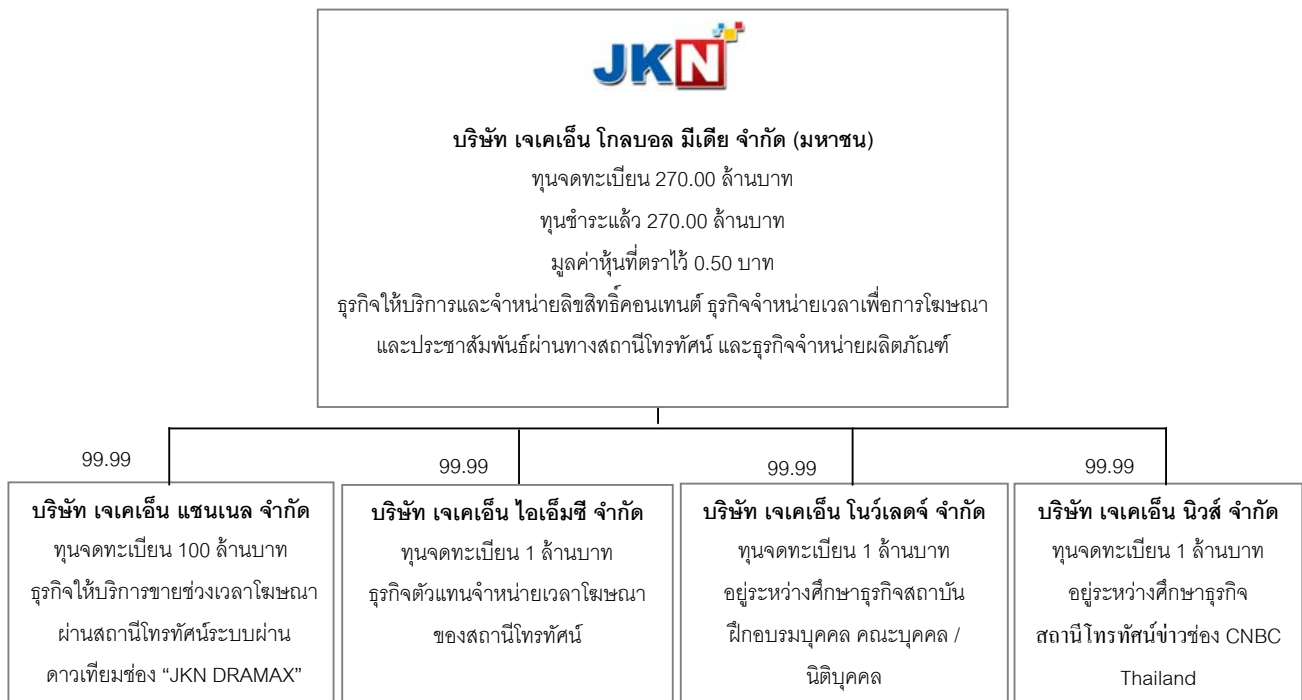 JKN
บริษัท เจเคเอ็น โกลบอล มีเดีย จำกัด (มหาชน)
ทุนจดทะเบียน 270.00 ล้านบาท
ทุนชำระแล้ว 270.00 ล้านบาท
มูลค่าหุ้นที่ตราไว้ 0.50 บาท
ธุรกิจให้บริการและจำหน่ายลิขสิทธิ์คอนเทนต์ ธุรกิจจำหน่ายเวลาเพื่อการโฆษณา
และประชาสัมพันธ์ผ่านทางสถานีโทรทัศน์ และธุรกิจจำหน่ายผลิตภัณฑ์
99.99
บริษัท เจเคเอ็น แชนเนล จำกัด
ทุนจดทะเบียน 100 ล้านบาท
ธุรกิจให้บริการขายช่วงเวลาโฆษณา
ผ่านสถานีโทรทัศน์ระบบผ่าน
ดาวเทียมช่อง “JKN DRAMAX”
99.99
บริษัท เจเคเอ็น ไอเอ็มซี จำกัด
ทุนจดทะเบียน 1 ล้านบาท
ธุรกิจตัวแทนจำหน่ายเวลาโฆษณา
ของสถานีโทรทัศน์
99.99
บริษัท เจเคเอ็น โนว์เลดจ์ จำกัด
ทุนจดทะเบียน 1 ล้านบาท
อยู่ระหว่างศึกษาธุรกิจสถาบัน
ฝึกอบรมบุคคล คณะบุคคล /
นิติบุคคล
99.99
บริษัท เจเคเอ็น นิวส์ จำกัด
ทุนจดทะเบียน 1 ล้านบาท
อยู่ระหว่างศึกษาธุรกิจ
สถานีโทรทัศน์ข่าวช่อง CNBC
Thailand